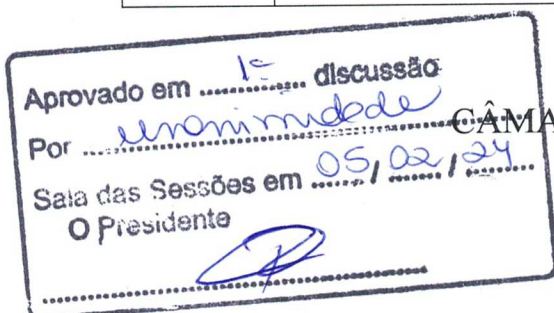 Aprovado em 1ª discussão
Por unanimidade
CÂMA
Sala das Sessões em 05/02/24
O Presidente